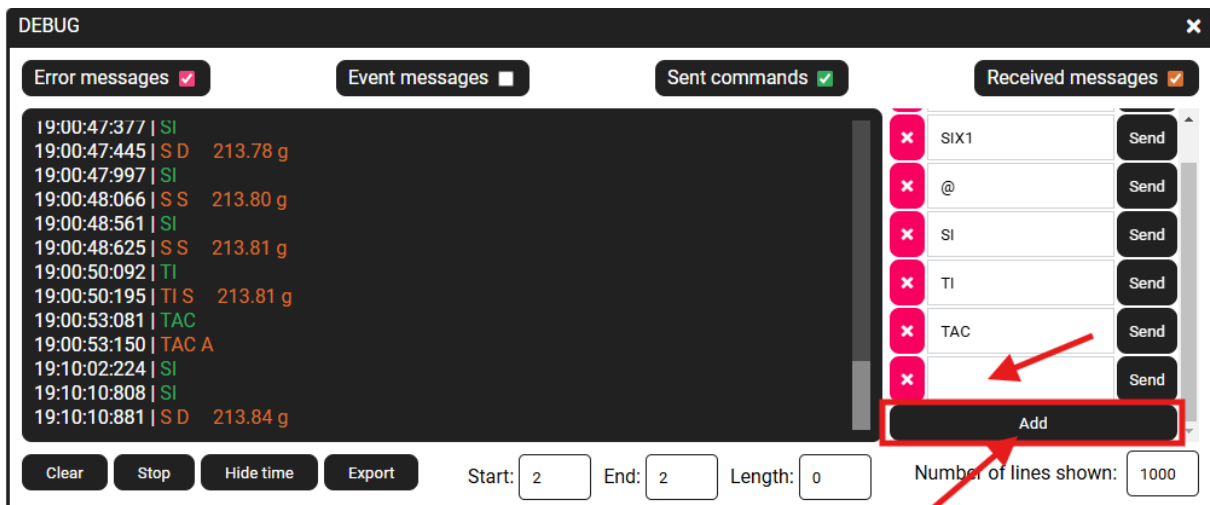 DEBUG
Error messages
Event messages
Sent commands
Received messages
19:00:47:377 | SI
19:00:47:445 | S D 213.78 g
19:00:47:997 | SI
19:00:48:066 | S S 213.80 g
19:00:48:561 | SI
19:00:48:625 | S S 213.81 g
19:00:50:092 | TI
19:00:50:195 | TI S 213.81 g
19:00:53:081 | TAC
19:00:53:150 | TAC A
19:10:02:224 | SI
19:10:10:808 | SI
19:10:10:881 | S D 213.84 g
SIX1 Send
@ Send
SI Send
TI Send
TAC Send
Send
Add
Clear Stop Hide time Export Start: 2 End: 2 Length: 0 Number of lines shown: 1000